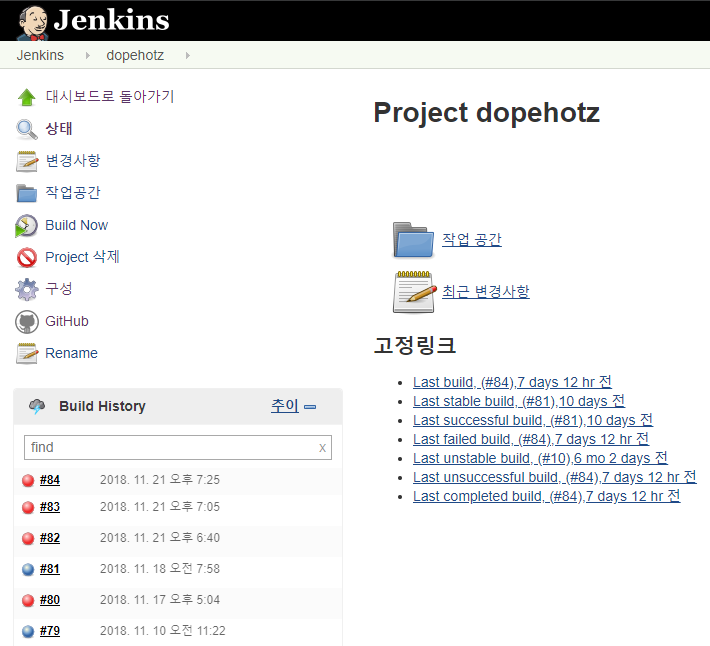 Jenkins
Jenkins
dopehotz
대시보드로 돌아가기
상태
변경사항
작업공간
Build Now
Project 삭제
구성
GitHub
Rename
Build History
추이
find
x
#84 2018. 11. 21 오후 7:25
#83 2018. 11. 21 오후 7:05
#82 2018. 11. 21 오후 6:40
#81 2018. 11. 18 오전 7:58
#80 2018. 11. 17 오후 5:04
#79 2018. 11. 10 오전 11:22
Project dopehotz
작업 공간
최근 변경사항
고정링크
Last build, (#84),7 days 12 hr 전
Last stable build, (#81),10 days 전
Last successful build, (#81),10 days 전
Last failed build, (#84),7 days 12 hr 전
Last unstable build, (#10),6 mo 2 days 전
Last unsuccessful build, (#84),7 days 12 hr 전
Last completed build, (#84),7 days 12 hr 전